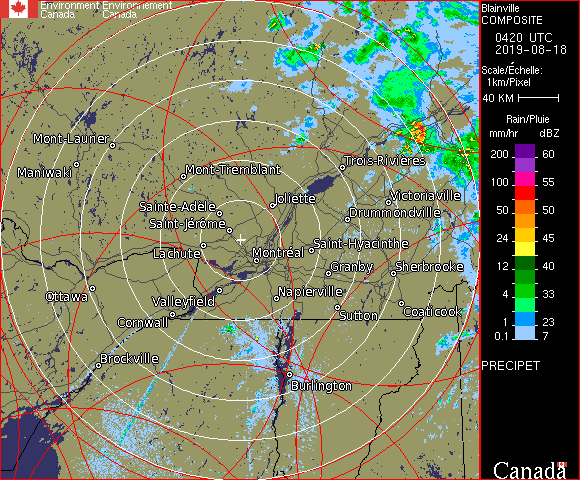 Environment Environnement
Canada Canada
Blainville
COMPOSITE
0420 UTC
2019-08-18
Scale/Échelle:
1km/Pixel
40 KM
Rain/Pluie
mm/hr dBZ
200 60
100 55
50 50
24 45
12 40
4 33
1 23
0.1 7
PRECIPET
Canada
Mont-Laurier
Maniwaki
Mont-Tremblant
Trois-Rivières
Joliette
Victoriaville
Sainte-Adèle
Drummondville
Saint-Jérôme
Saint-Hyacinthe
Lachute
Montréal
Granby
Sherbrooke
Ottawa
Napierville
Valleyfield
Coaticook
Sutton
Cornwall
Brockville
Burlington